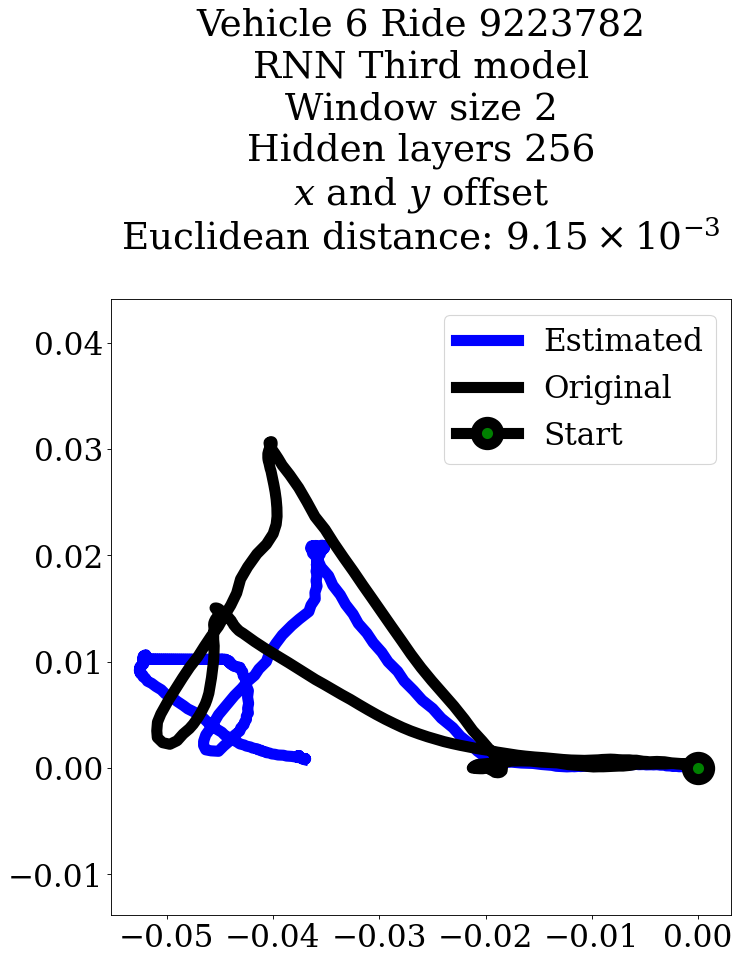 Vehicle 6 Ride 9223782
RNN Third model
Window size 2
Hidden layers 256
x and y offset
Euclidean distance: 9.15 × 10⁻³
Estimated
Original
Start
0.04
0.03
0.02
0.01
0.00
−0.01
−0.05 −0.04 −0.03 −0.02 −0.01 0.00